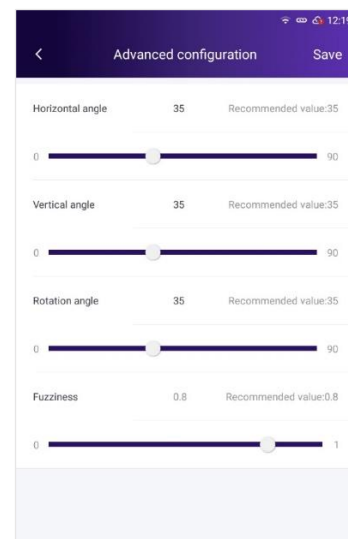 12:19
Advanced configuration Save
Horizontal angle 35 Recommended value:35
0 90
Vertical angle 35 Recommended value:35
0 90
Rotation angle 35 Recommended value:35
0 90
Fuzziness 0.8 Recommended value:0.8
0 1